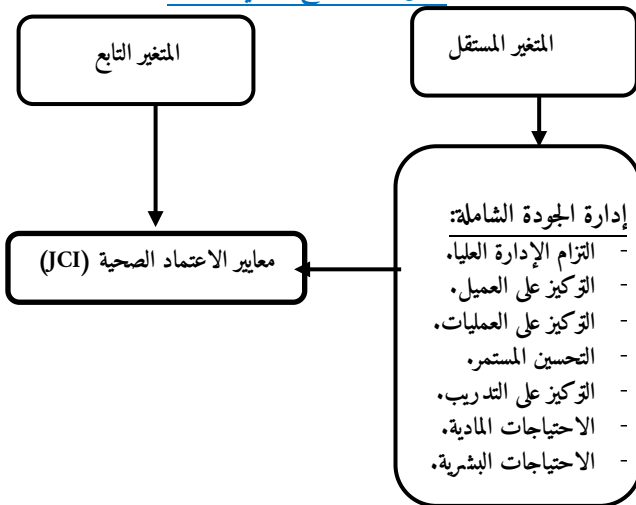 المتغير المستقل
المتغير التابع
إدارة الجودة الشاملة:
- التزام الإدارة العليا.
- التركيز على العميل.
- التركيز على العمليات.
- التحسين المستمر.
- التركيز على التدريب.
- الاحتياجات المادية.
- الاحتياجات البشرية.
معايير الاعتماد الصحية (JCI)